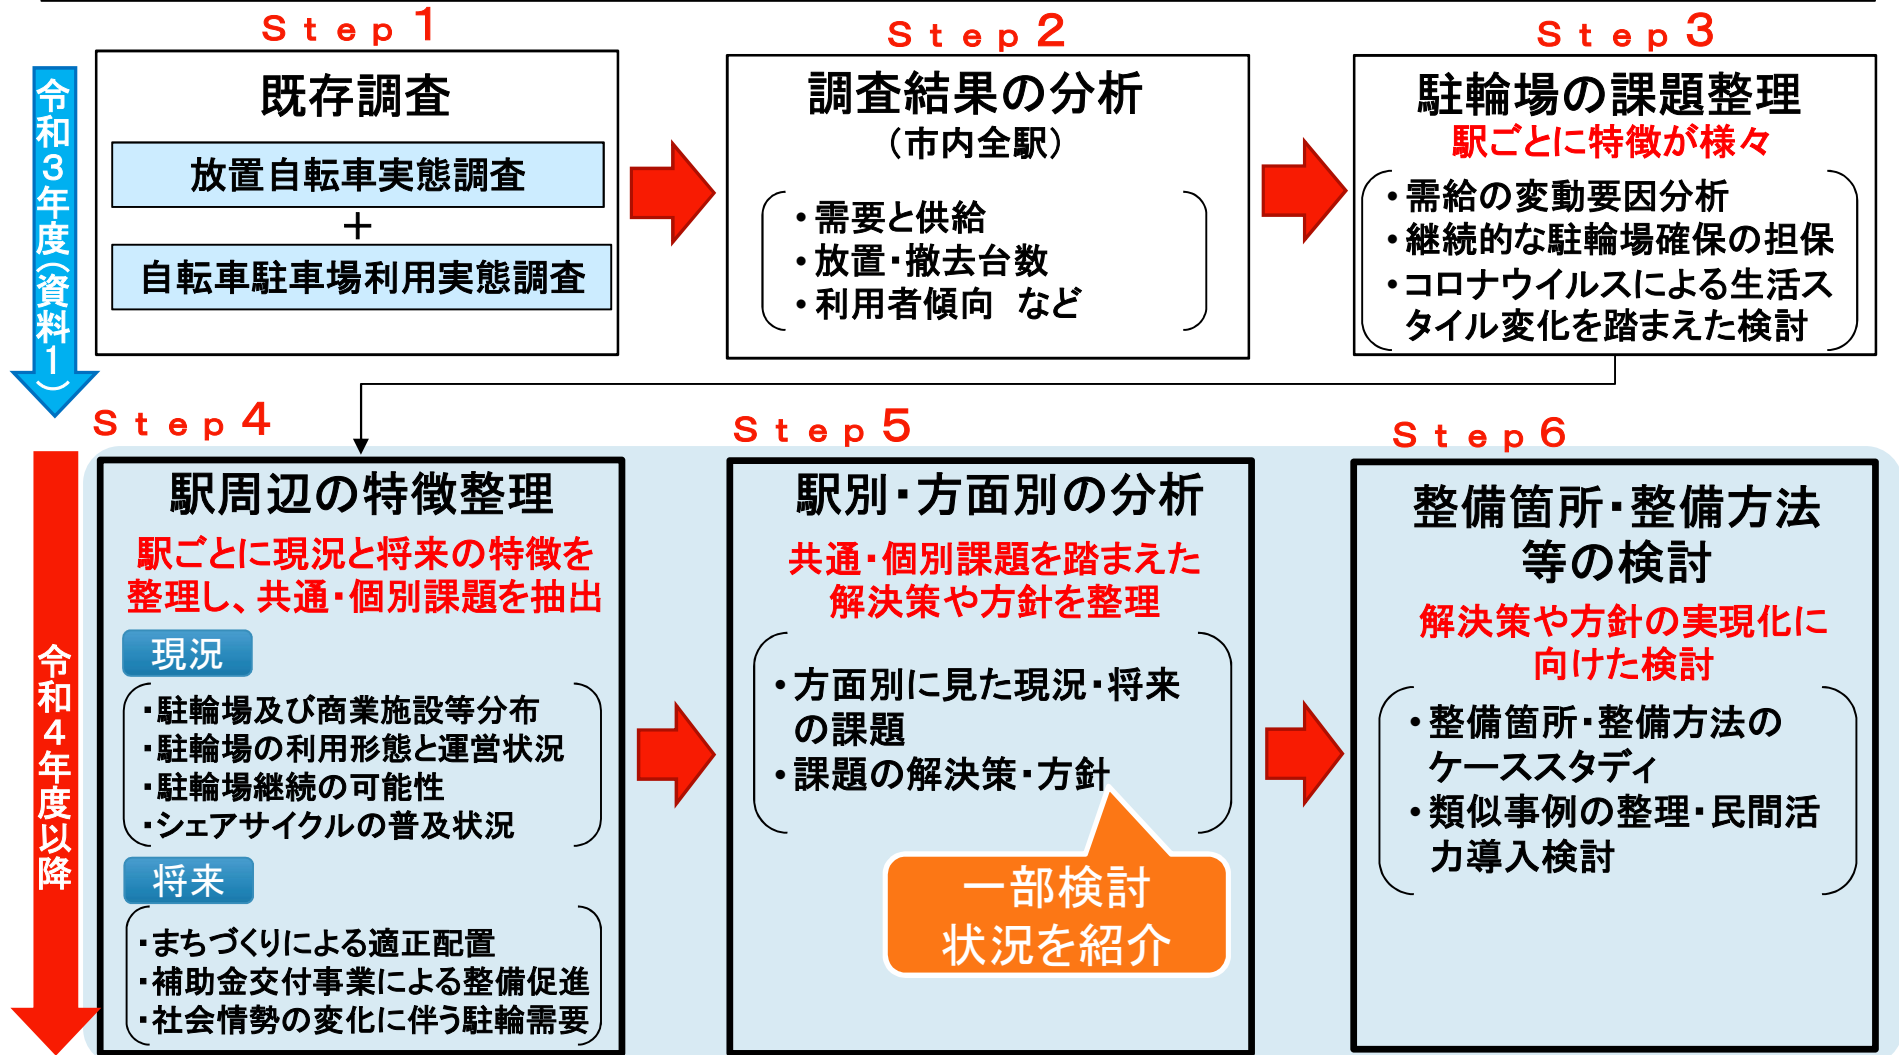 Step1
既存調査
放置自転車実態調査
＋
自転車駐車場利用実態調査
Step2
調査結果の分析
（市内全駅）
・需要と供給
・放置・撤去台数
・利用者傾向　など
Step3
駐輪場の課題整理
駅ごとに特徴が様々
・需給の変動要因分析
・継続的な駐輪場確保の担保
・コロナウイルスによる生活ス
タイル変化を踏まえた検討
令和３年度（資料１）
Step4
駅周辺の特徴整理
駅ごとに現況と将来の特徴を
整理し、共通・個別課題を抽出
現況
・駐輪場及び商業施設等分布
・駐輪場の利用形態と運営状況
・駐輪場継続の可能性
・シェアサイクルの普及状況
将来
・まちづくりによる適正配置
・補助金交付事業による整備促進
・社会情勢の変化に伴う駐輪需要
Step5
駅別・方面別の分析
共通・個別課題を踏まえた
解決策や方針を整理
・方面別に見た現況・将来
の課題
・課題の解決策・方針
一部検討
状況を紹介
Step6
整備箇所・整備方法
等の検討
解決策や方針の実現化に
向けた検討
・整備箇所・整備方法の
ケーススタディ
・類似事例の整理・民間活
力導入検討
令和４年度以降